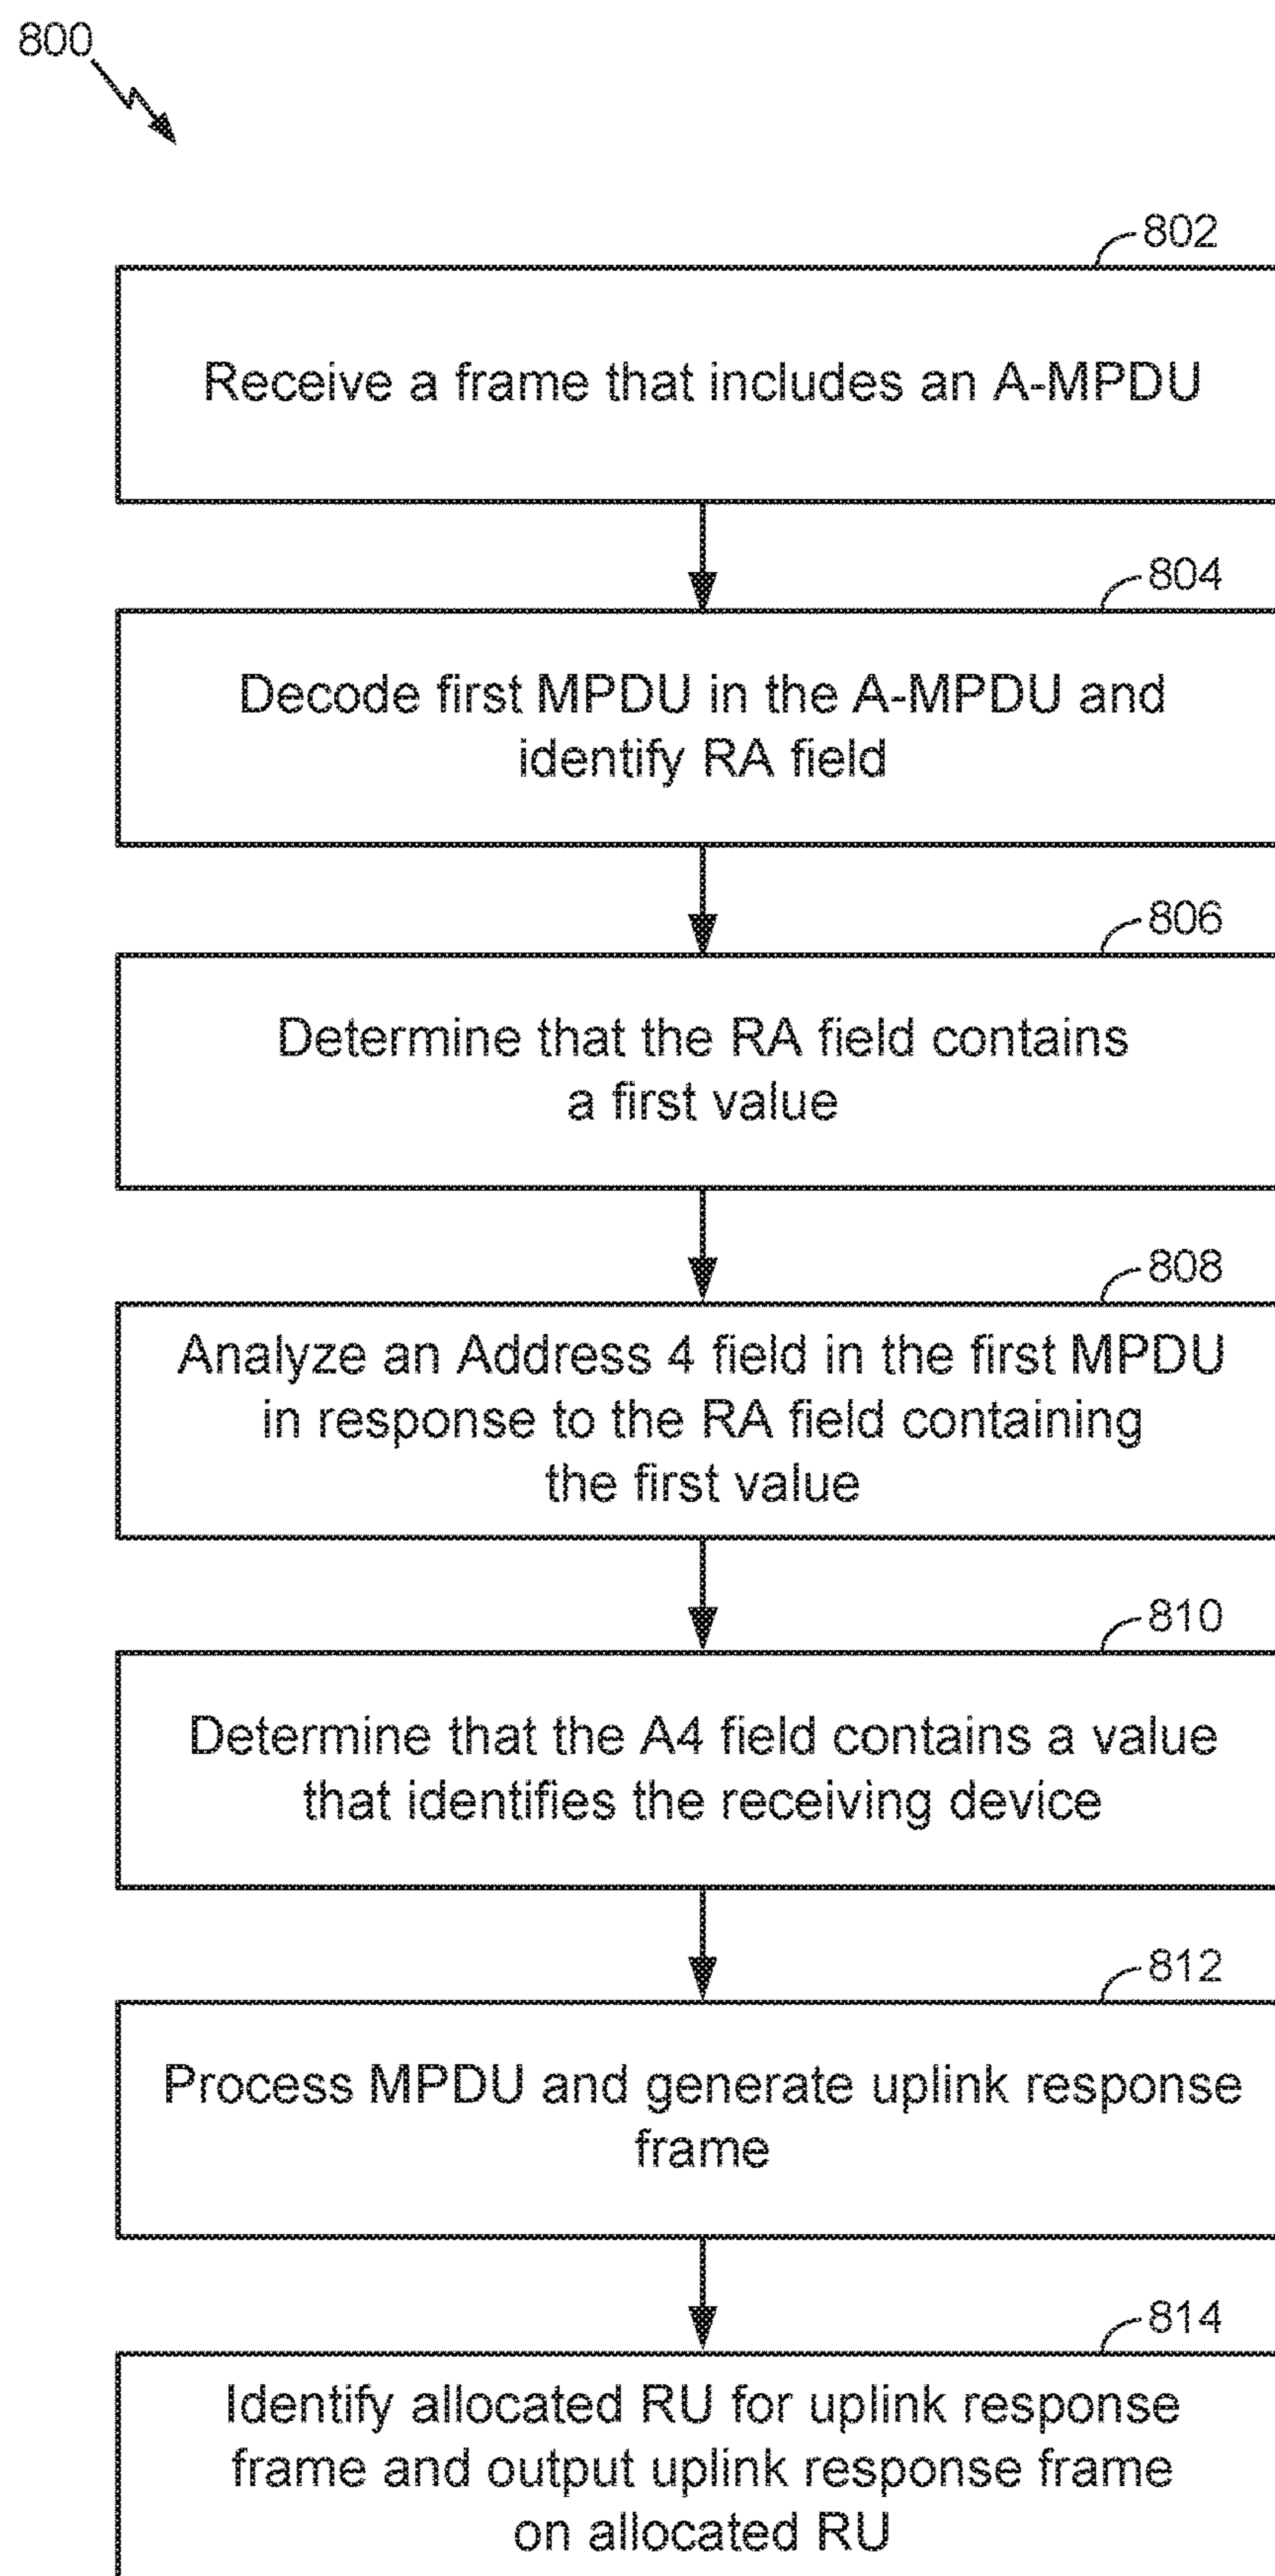 800
802
Receive a frame that includes an A-MPDU
804
Decode first MPDU in the A-MPDU and
identify RA field
806
Determine that the RA field contains
a first value
808
Analyze an Address 4 field in the first MPDU
in response to the RA field containing
the first value
810
Determine that the A4 field contains a value
that identifies the receiving device
812
Process MPDU and generate uplink response
frame
814
Identify allocated RU for uplink response
frame and output uplink response frame
on allocated RU